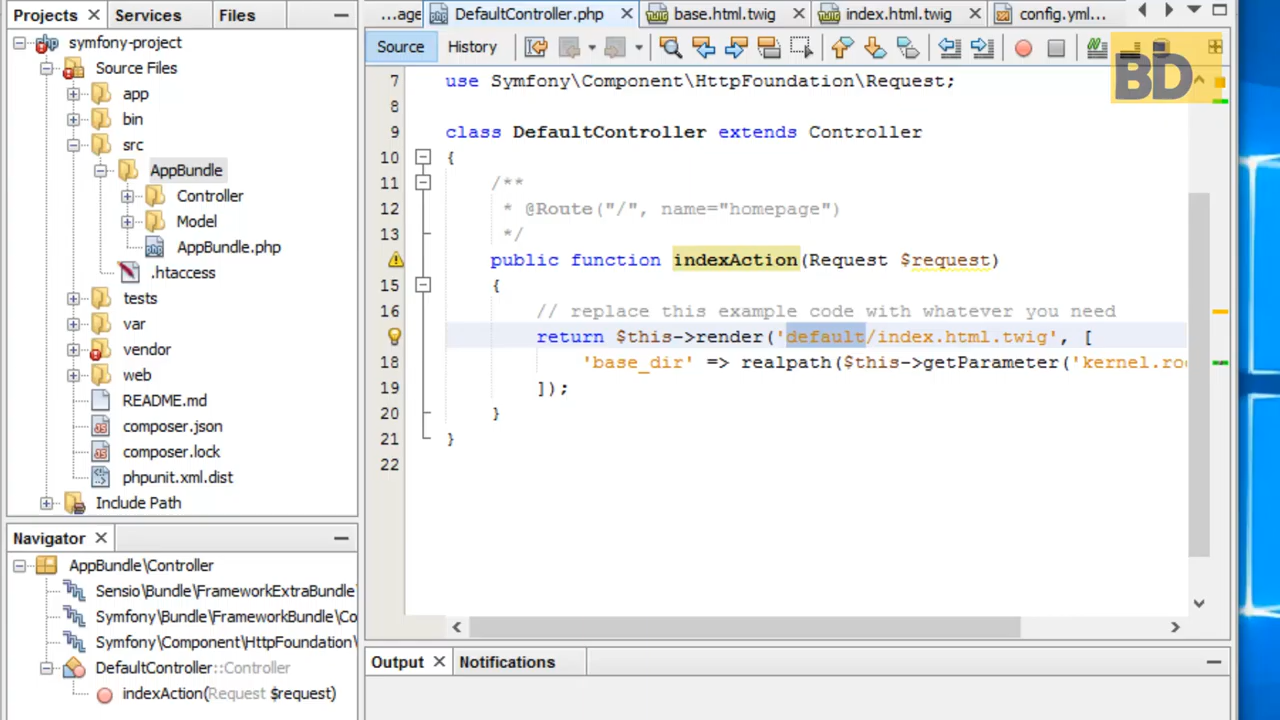 Projects
Services
Files
symfony-project
Source Files
app
bin
src
AppBundle
Controller
Model
AppBundle.php
.htaccess
tests
var
vendor
web
README.md
composer.json
composer.lock
phpunit.xml.dist
Include Path
Navigator
AppBundle\Controller
Sensio\Bundle\FrameworkExtraBundle
Symfony\Bundle\FrameworkBundle\Co
Symfony\Component\HttpFoundation\
DefaultController::Controller
indexAction(Request $request)
...age DefaultController.php base.html.twig index.html.twig config.yml...
Source History
BD
7 use Symfony\Component\HttpFoundation\Request;
8
9 class DefaultController extends Controller
10 {
11 /**
12 * @Route("/", name="homepage")
13 */
public function indexAction(Request $request)
15 {
16 // replace this example code with whatever you need
return $this->render('default/index.html.twig', [
18 'base_dir' => realpath($this->getParameter('kernel.roo
19 ]);
20 }
21 }
22
Output Notifications